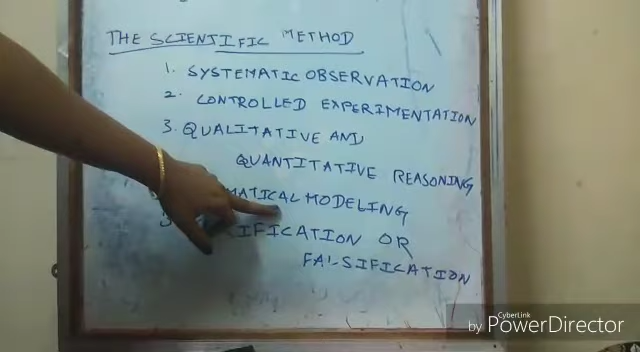 THE SCIENTIFIC METHOD
1. SYSTEMATIC OBSERVATION
2. CONTROLLED EXPERIMENTATION
3. QUALITATIVE AND
QUANTITATIVE REASONING
MODELING
OR
FALSIFICATION
CyberLink
by PowerDirector